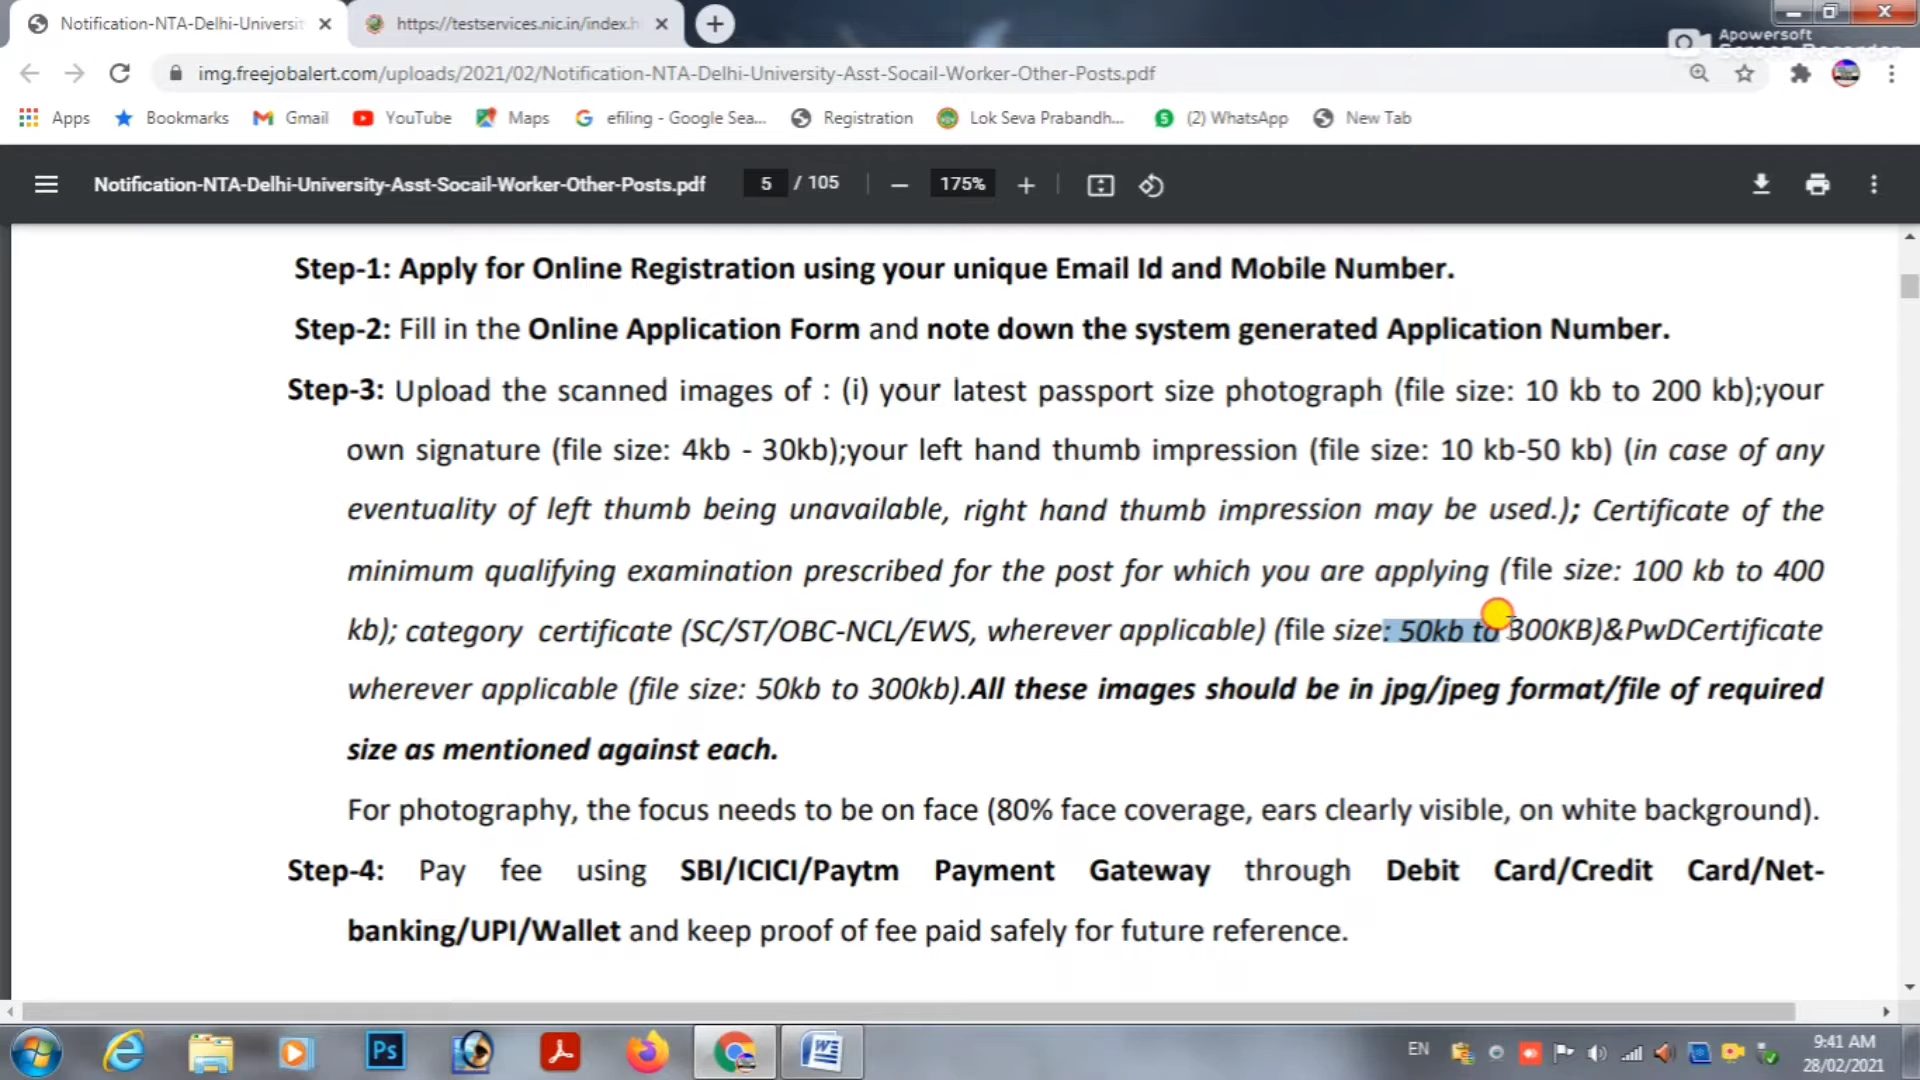 Notification-NTA-Delhi-Universit
https://testservices.nic.in/index.h
Apowersoft
Screen Recorder
img.freejobalert.com/uploads/2021/02/Notification-NTA-Delhi-University-Asst-Socail-Worker-Other-Posts.pdf
Apps Bookmarks Gmail YouTube Maps efiling - Google Sea... Registration Lok Seva Prabandh... (2) WhatsApp New Tab
Notification-NTA-Delhi-University-Asst-Socail-Worker-Other-Posts.pdf 5 / 105 175%
Step-1: Apply for Online Registration using your unique Email Id and Mobile Number.
Step-2: Fill in the Online Application Form and note down the system generated Application Number.
Step-3: Upload the scanned images of : (i) your latest passport size photograph (file size: 10 kb to 200 kb);your
own signature (file size: 4kb - 30kb);your left hand thumb impression (file size: 10 kb-50 kb) (in case of any
eventuality of left thumb being unavailable, right hand thumb impression may be used.); Certificate of the
minimum qualifying examination prescribed for the post for which you are applying (file size: 100 kb to 400
kb); category certificate (SC/ST/OBC-NCL/EWS, wherever applicable) (file size: 50kb to 300KB)&PwDCertificate
wherever applicable (file size: 50kb to 300kb).All these images should be in jpg/jpeg format/file of required
size as mentioned against each.
For photography, the focus needs to be on face (80% face coverage, ears clearly visible, on white background).
Step-4: Pay fee using SBI/ICICI/Paytm Payment Gateway through Debit Card/Credit Card/Net-
banking/UPI/Wallet and keep proof of fee paid safely for future reference.
Ps
EN
9:41 AM
28/02/2021